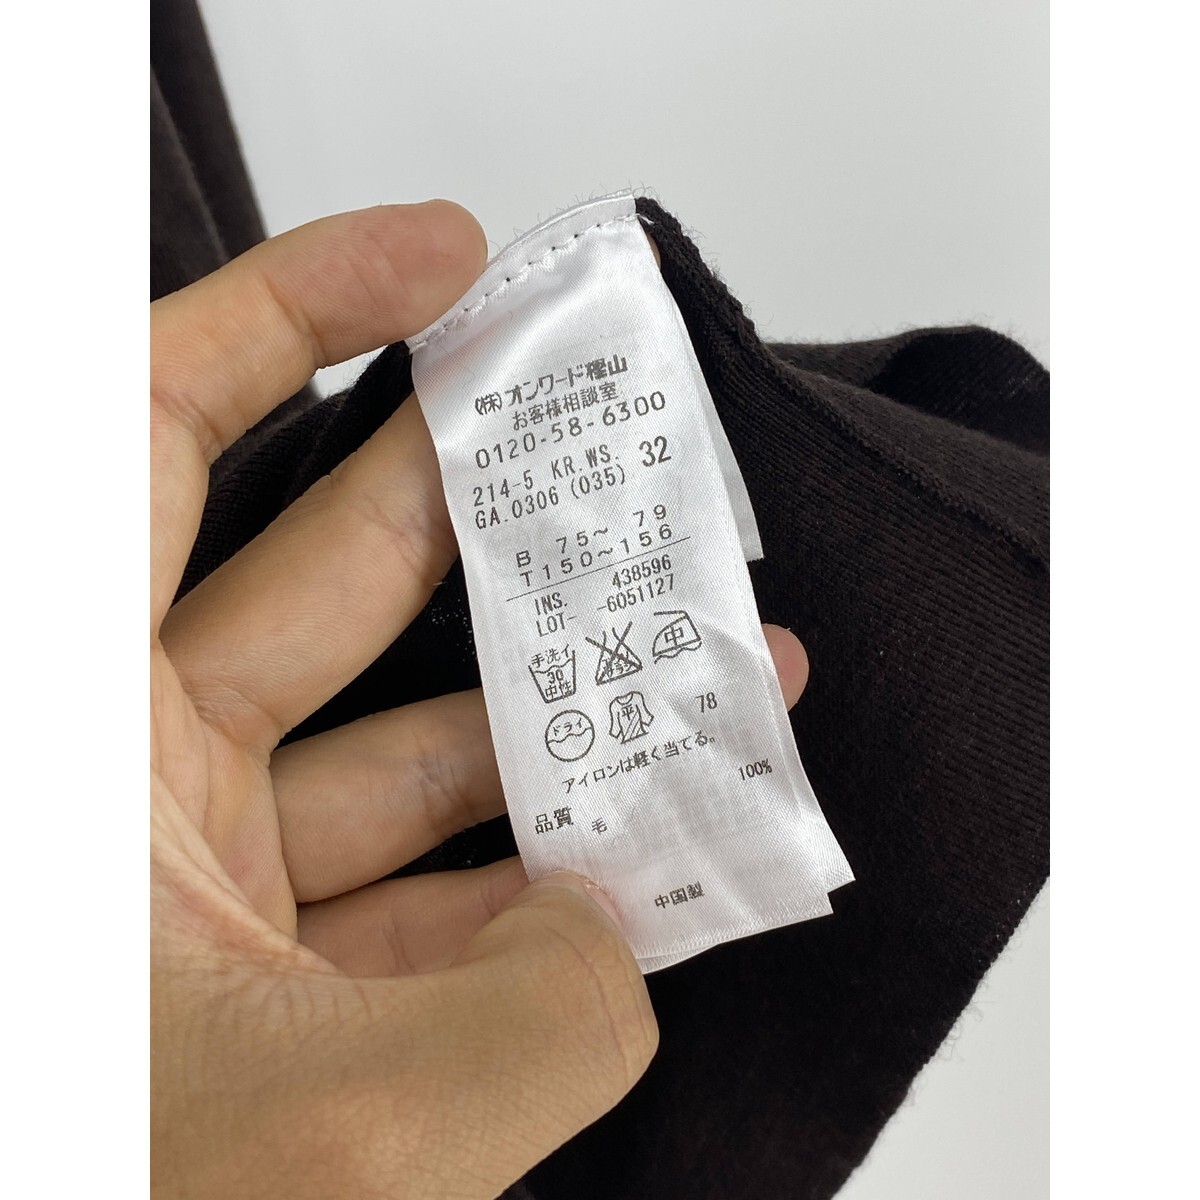 (株)オンワード樫山
お客様相談室
0120-58-6300
214-5 KR.WS. 32
GA.0306 (035)
B 75～ 79
T150～156
INS. 438596
LOT- -6051127
手洗イ
30
中性
中
ドライ
平
78
アイロンは軽く当てる。
100%
品質 毛
中国製